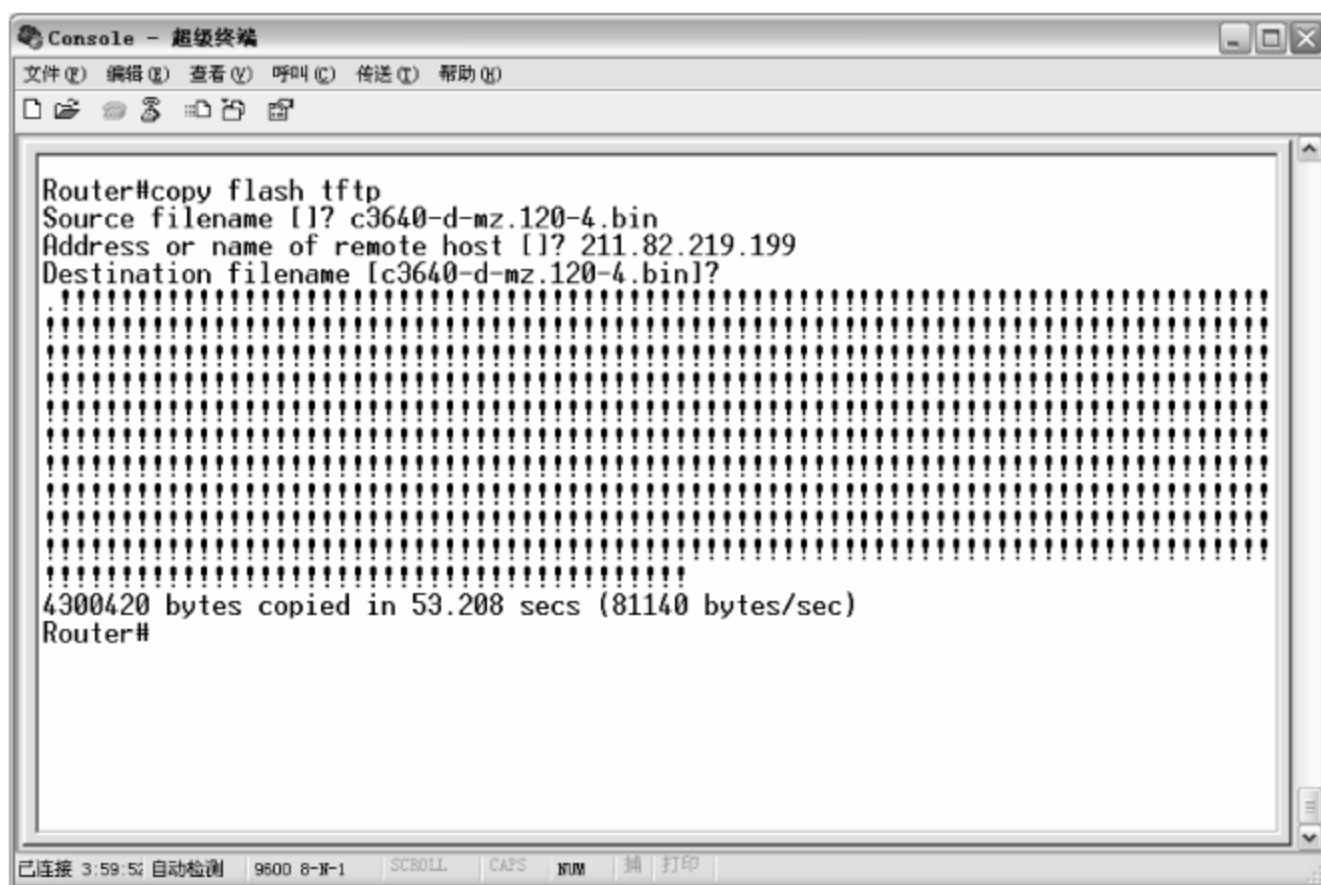 Console - 超级终端
文件(F) 编辑(E) 查看(V) 呼叫(C) 传送(T) 帮助(H)
Router#copy flash tftp
Source filename []? c3640-d-mz.120-4.bin
Address or name of remote host []? 211.82.219.199
Destination filename [c3640-d-mz.120-4.bin]?
.!!!!!!!!!!!!!!!!!!!!!!!!!!!!!!!!!!!!!!!!!!!!!!!!!!!!!!!!!!!!!!!!!!!!!!!!!!!!!!!
!!!!!!!!!!!!!!!!!!!!!!!!!!!!!!!!!!!!!!!!!!!!!!!!!!!!!!!!!!!!!!!!!!!!!!!!!!!!!!!!
!!!!!!!!!!!!!!!!!!!!!!!!!!!!!!!!!!!!!!!!!!!!!!!!!!!!!!!!!!!!!!!!!!!!!!!!!!!!!!!!
!!!!!!!!!!!!!!!!!!!!!!!!!!!!!!!!!!!!!!!!!!!!!!!!!!!!!!!!!!!!!!!!!!!!!!!!!!!!!!!!
!!!!!!!!!!!!!!!!!!!!!!!!!!!!!!!!!!!!!!!!!!!!!!!!!!!!!!!!!!!!!!!!!!!!!!!!!!!!!!!!
!!!!!!!!!!!!!!!!!!!!!!!!!!!!!!!!!!!!!!!!!!!!!!!!!!!!!!!!!!!!!!!!!!!!!!!!!!!!!!!!
!!!!!!!!!!!!!!!!!!!!!!!!!!!!!!!!!!!!!!!!!!!!!!!!!!!!!!!!!!!!!!!!!!!!!!!!!!!!!!!!
!!!!!!!!!!!!!!!!!!!!!!!!!!!!!!!!!!!!!!!!!!!!!!!!!!!!!!!!!!!!!!!!!!!!!!!!!!!!!!!!
!!!!!!!!!!!!!!!!!!!!!!!!!!!!!!!!!!!!!!!!!!!!!!!!!!!!!!!!!!!!!!!!!!!!!!!!!!!!!!!!
!!!!!!!!!!!!!!!!!!!!!!!!!!!!!!!!!!!!!!!!!!!!!!!!!!!!!!!!!!!!!!!!!!!!!!!!!!!!!!!!
!!!!!!!!!!!!!!!!!!!!!!!!!!!!!!!!!!!!!!!!!!
4300420 bytes copied in 53.208 secs (81140 bytes/sec)
Router#
已连接 3:59:52 自动检测 9600 8-N-1 SCROLL CAPS NUM 捕 打印